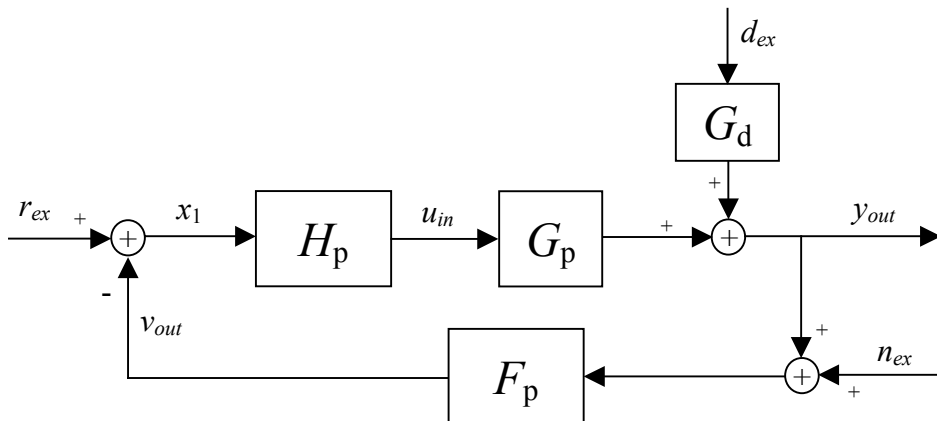 d_ex
G_d
+
+
r_ex
+
x_1
u_in
y_out
+
H_p
G_p
+
+
-
v_out
+
n_ex
F_p
+
+